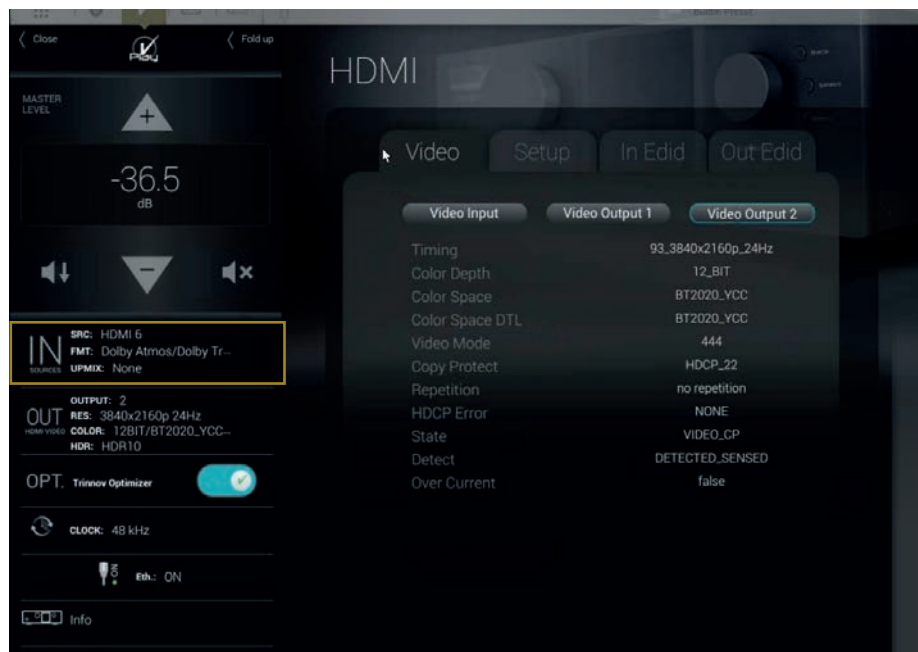 Close
Play
Fold up
MASTER
LEVEL
+
-36.5
dB
-
IN
SOURCES
SRC: HDMI 6
FMT: Dolby Atmos/Dolby Tr...
UPMIX: None
OUT
HDMI VIDEO
OUTPUT: 2
RES: 3840x2160p 24Hz
COLOR: 12BIT/BT2020_YCC...
HDR: HDR10
OPT. Trinnov Optimizer
CLOCK: 48 kHz
ON
Eth.: ON
Info
HDMI
Video Setup In Edid Out Edid
Video Input Video Output 1 Video Output 2
Timing 93_3840x2160p_24Hz
Color Depth 12_BIT
Color Space BT2020_YCC
Color Space DTL BT2020_YCC
Video Mode 444
Copy Protect HDCP_22
Repetition no repetition
HDCP Error NONE
State VIDEO_CP
Detect DETECTED_SENSED
Over Current false